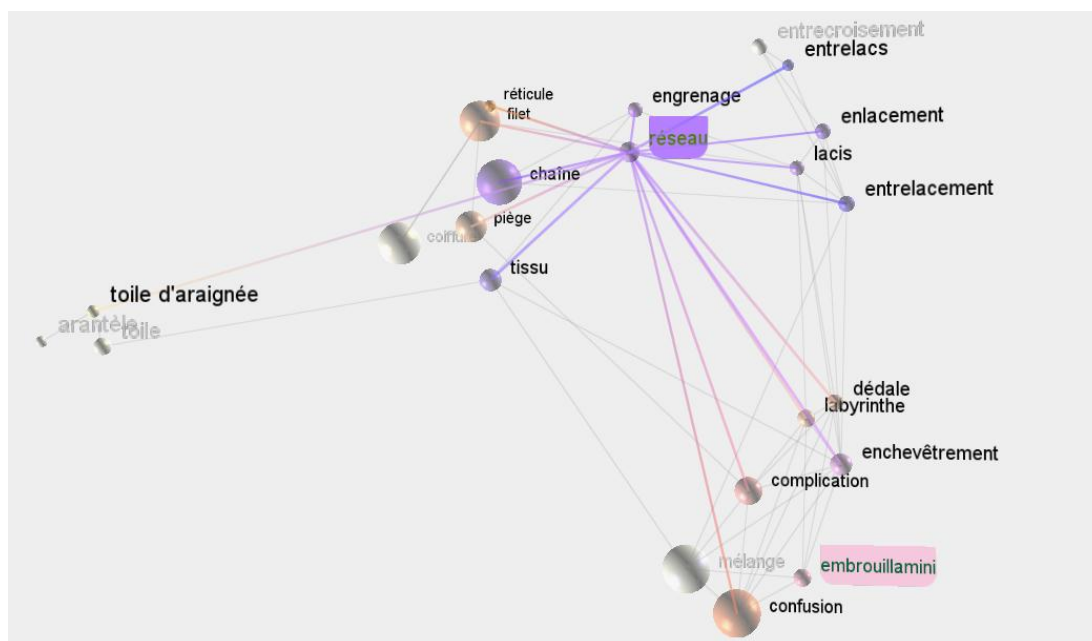 entrecroisement
entrelacs
réticule
filet
engrenage
enlacement
réseau
lacis
chaîne
entrelacement
piège
tissu
toile d'araignée
arantèle
toile
dédale
labyrinthe
enchevêtrement
complication
mélange
embrouillamini
confusion